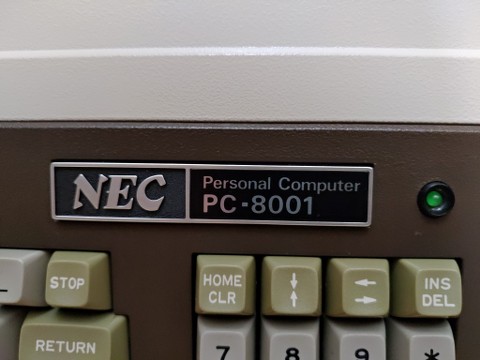 NEC
Personal Computer
PC-8001
STOP
HOME
CLR
↓
↑
←
→
INS
DEL
RETURN
7
8
9
*